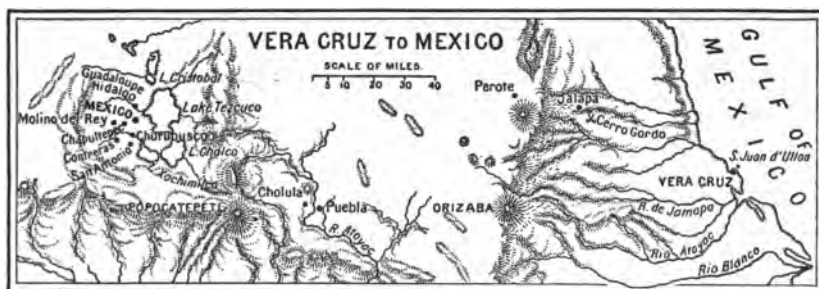 VERA CRUZ TO MEXICO
SCALE OF MILES.
5 10 20 30 40
GULF OF
MEXICO
Guadaloupe
Hidalgo
L. Cristobal
MEXICO
Lake Tezcuco
Molino del Rey
Chapultepec
Churubusco
Contreras
San Antonio
L. Chalco
Xochimilco
POPOCATEPETL
Cholula
Puebla
R. Atoyac
Perote
Jalapa
X. Cerro Gordo
S. Juan d'Ulloa
VERA CRUZ
ORIZABA
R. de Jamapa
Rio Atoyac
Rio Blanco